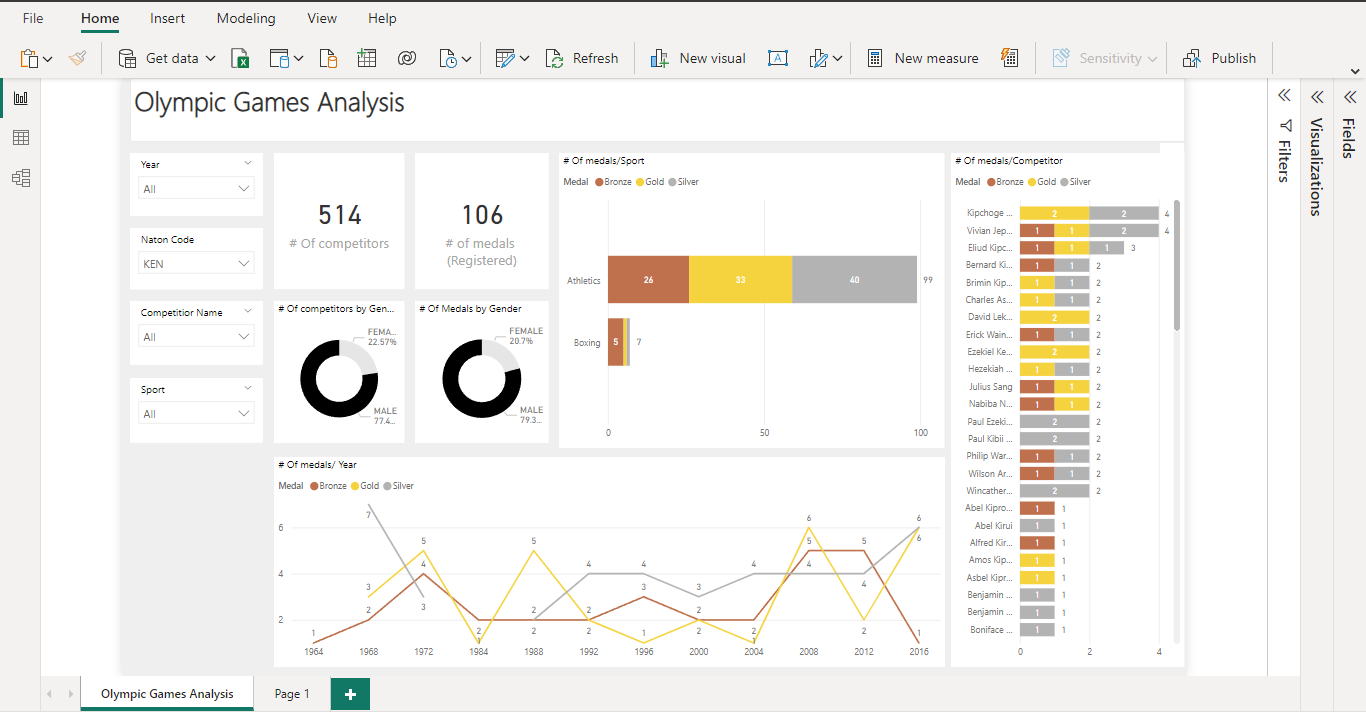 File Home Insert Modeling View Help
Get data Refresh New visual New measure Sensitivity Publish
Olympic Games Analysis
Filters
Visualizations
Fields
Year
All
Naton Code
KEN
Competitior Name
All
Sport
All
514
# Of competitors
106
# of medals
(Registered)
# Of competitors by Gen...
FEMA...
22.57%
MALE
77.4...
# Of Medals by Gender
FEMALE
20.7%
MALE
79.3...
# Of medals/Sport
Medal Bronze Gold Silver
Athletics 26 33 40 99
Boxing 5 7
0 50 100
# Of medals/Competitor
Medal Bronze Gold Silver
Kipchoge ... 2 2 4
Vivian Jep... 1 1 2 4
Eliud Kipc... 1 1 1 3
Bernard Ki... 1 1 2
Brimin Kip... 1 1 2
Charles As... 1 1 2
David Lek... 2 2
Erick Wain... 1 1 2
Ezekiel Ke... 2 2
Hezekiah ... 1 1 2
Julius Sang 1 1 2
Nabiba N... 1 1 2
Paul Ezeki... 2 2
Paul Kibii ... 2 2
Philip War... 1 1 2
Wilson Ar... 1 1 2
Wincather... 2 2
Abel Kipro... 1 1
Abel Kirui 1 1
Alfred Kir... 1 1
Amos Kip... 1 1
Asbel Kipr... 1 1
Benjamin ... 1 1
Benjamin ... 1 1
Boniface ... 1 1
0 2 4
# Of medals/ Year
Medal Bronze Gold Silver
6
4
2
1 2 4 2 2 2 3 2 2 5 5 1
3 5 1 5 2 1 2 1 6 2 6
7 3 2 4 4 3 4 4 4 6
1964 1968 1972 1984 1988 1992 1996 2000 2004 2008 2012 2016
Olympic Games Analysis Page 1 +